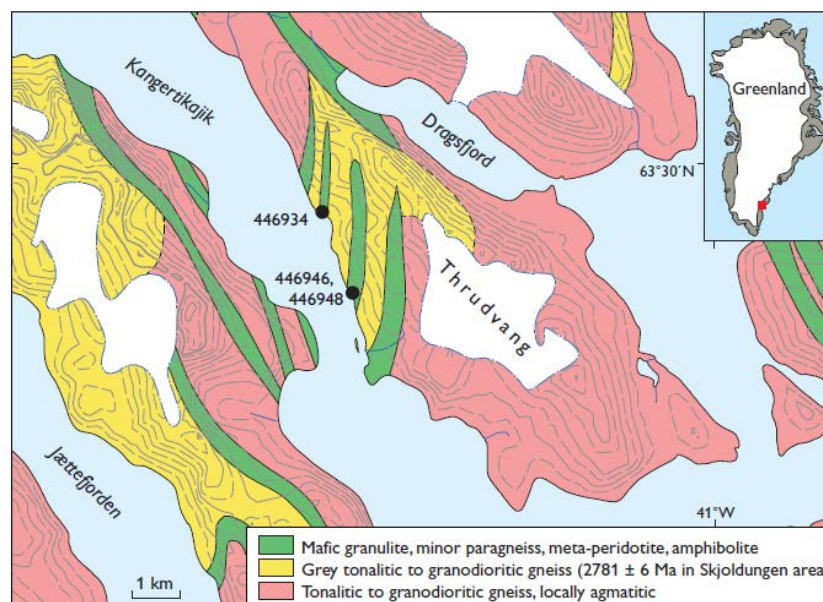 Kangertikajik
Dragsfjord
Greenland
63°30´N
446934
446946,
446948
Thrudvang
Jættefjorden
41°W
1 km
Mafic granulite, minor paragneiss, meta-peridotite, amphibolite
Grey tonalitic to granodioritic gneiss (2781 ± 6 Ma in Skjoldungen area
Tonalitic to granodioritic gneiss, locally agmatitic